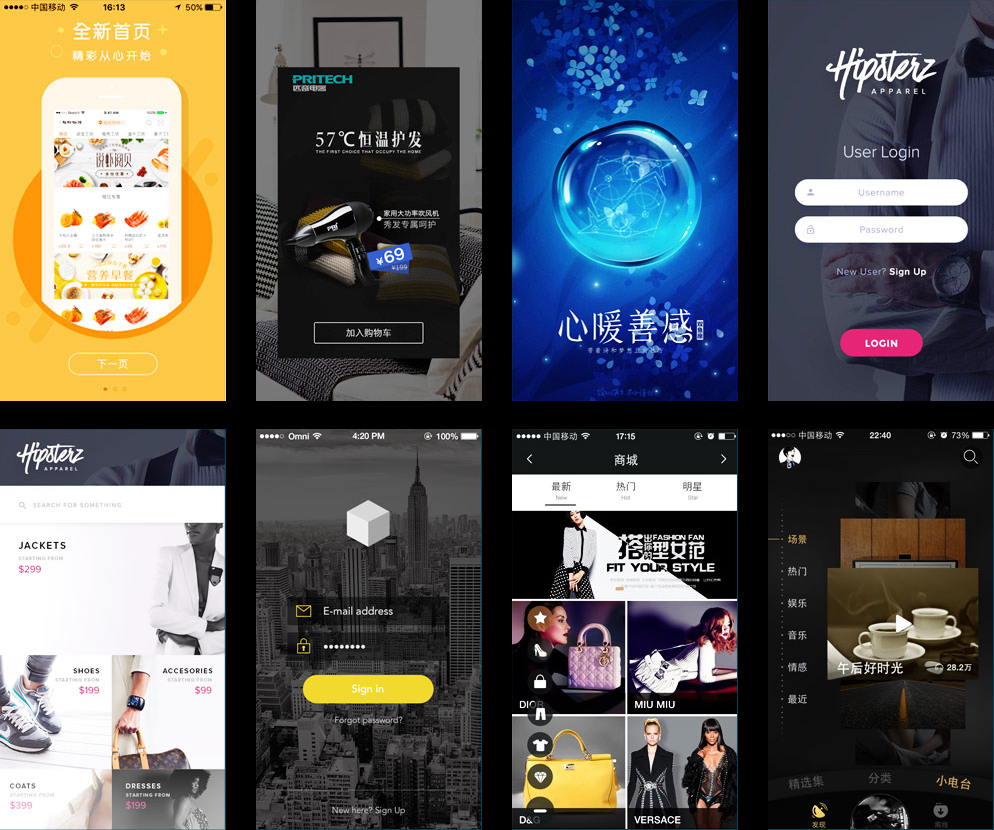 中国移动
16:13
50%
全新首页
精彩从心开始
营养早餐
下一页
PRITECH
57℃恒温护发
THE FIRST CHOICE THAT OCCUPY THE HOME
家用大功率吹风机
秀发专属呵护
¥69
¥199
加入购物车
心暖善感
Hipsterz
APPAREL
User Login
Username
Password
New User? Sign Up
LOGIN
Hipsterz
APPAREL
SEARCH FOR SOMETHING
JACKETS
STARTING FROM
$299
SHOES
STARTING FROM
$199
ACCESORIES
STARTING FROM
$99
COATS
STARTING FROM
$399
DRESSES
STARTING FROM
$199
Omni
4:20 PM
100%
E-mail address
Sign in
Forgot password?
New here? Sign Up
中国移动
17:15
商城
最新
New
热门
Hot
明星
Star
FASHION FAN
型女范
FIT YOUR STYLE
DIOR
MIU MIU
D&G
VERSACE
中国移动
22:40
73%
场景
热门
娱乐
音乐
情感
最近
午后好时光
28.2万
精选集
分类
小电台
发现